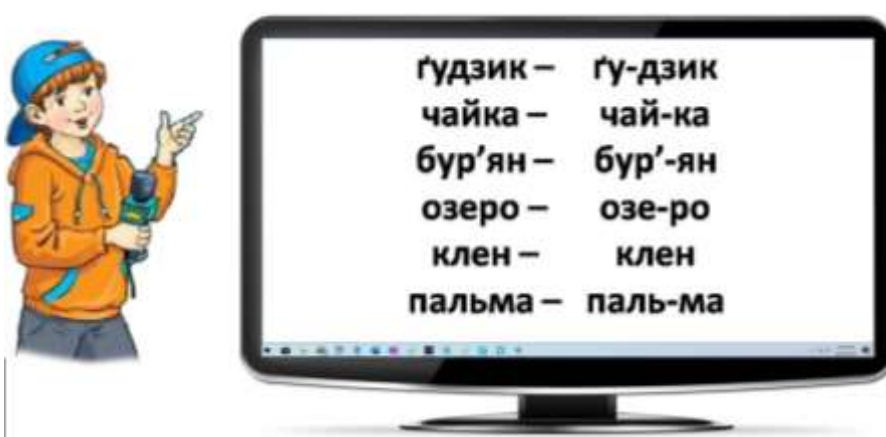 ґудзик – ґу-дзик
чайка – чай-ка
бур’ян – бур’-ян
озеро – озе-ро
клен – клен
пальма – паль-ма